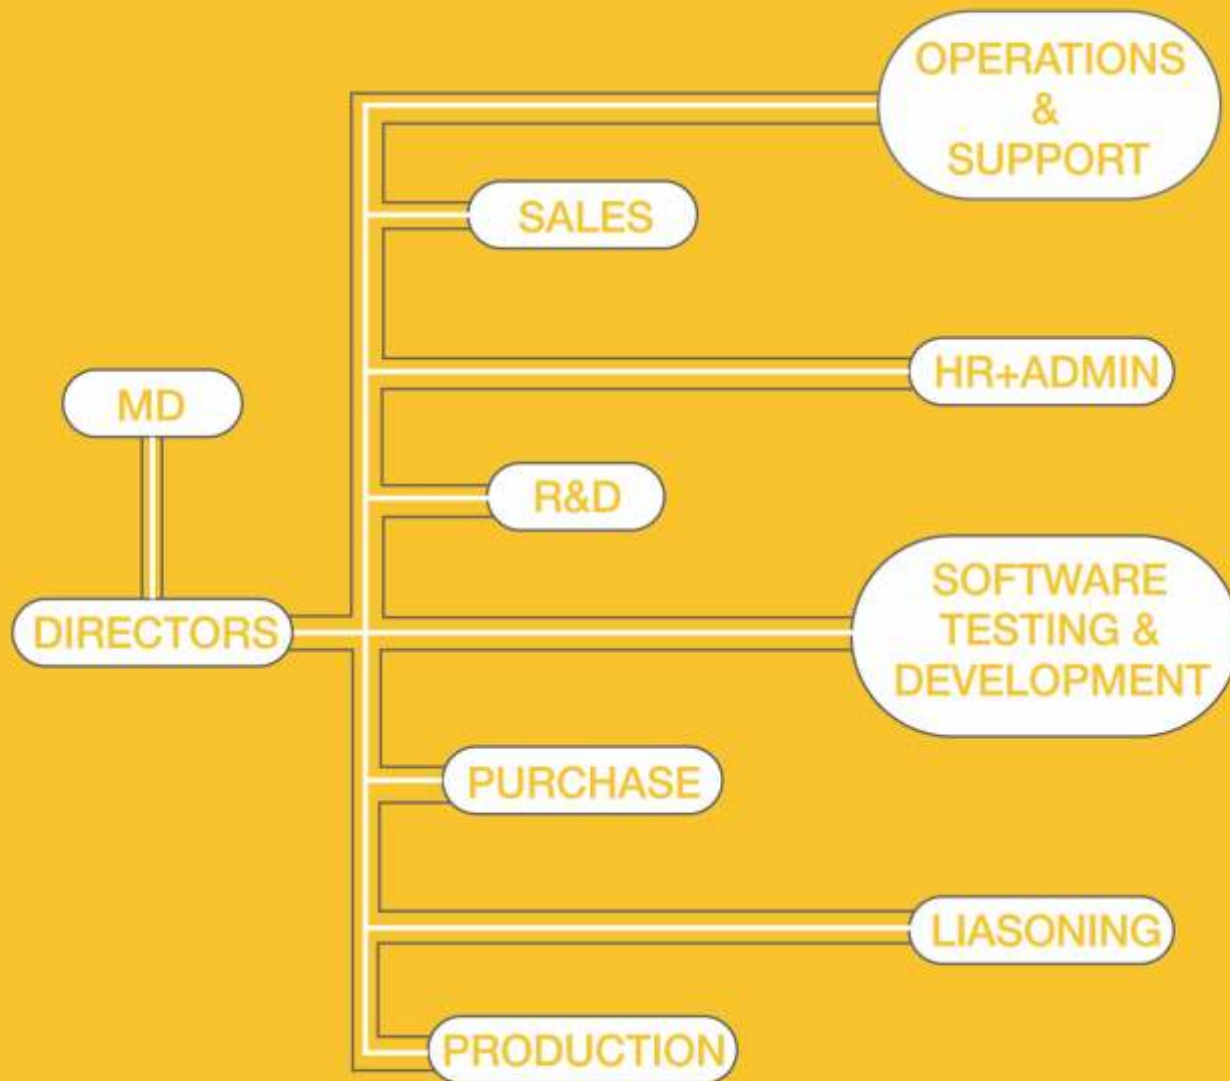 OPERATIONS
&
SUPPORT
SALES
HR+ADMIN
MD
R&D
SOFTWARE
TESTING &
DEVELOPMENT
DIRECTORS
PURCHASE
LIASONING
PRODUCTION